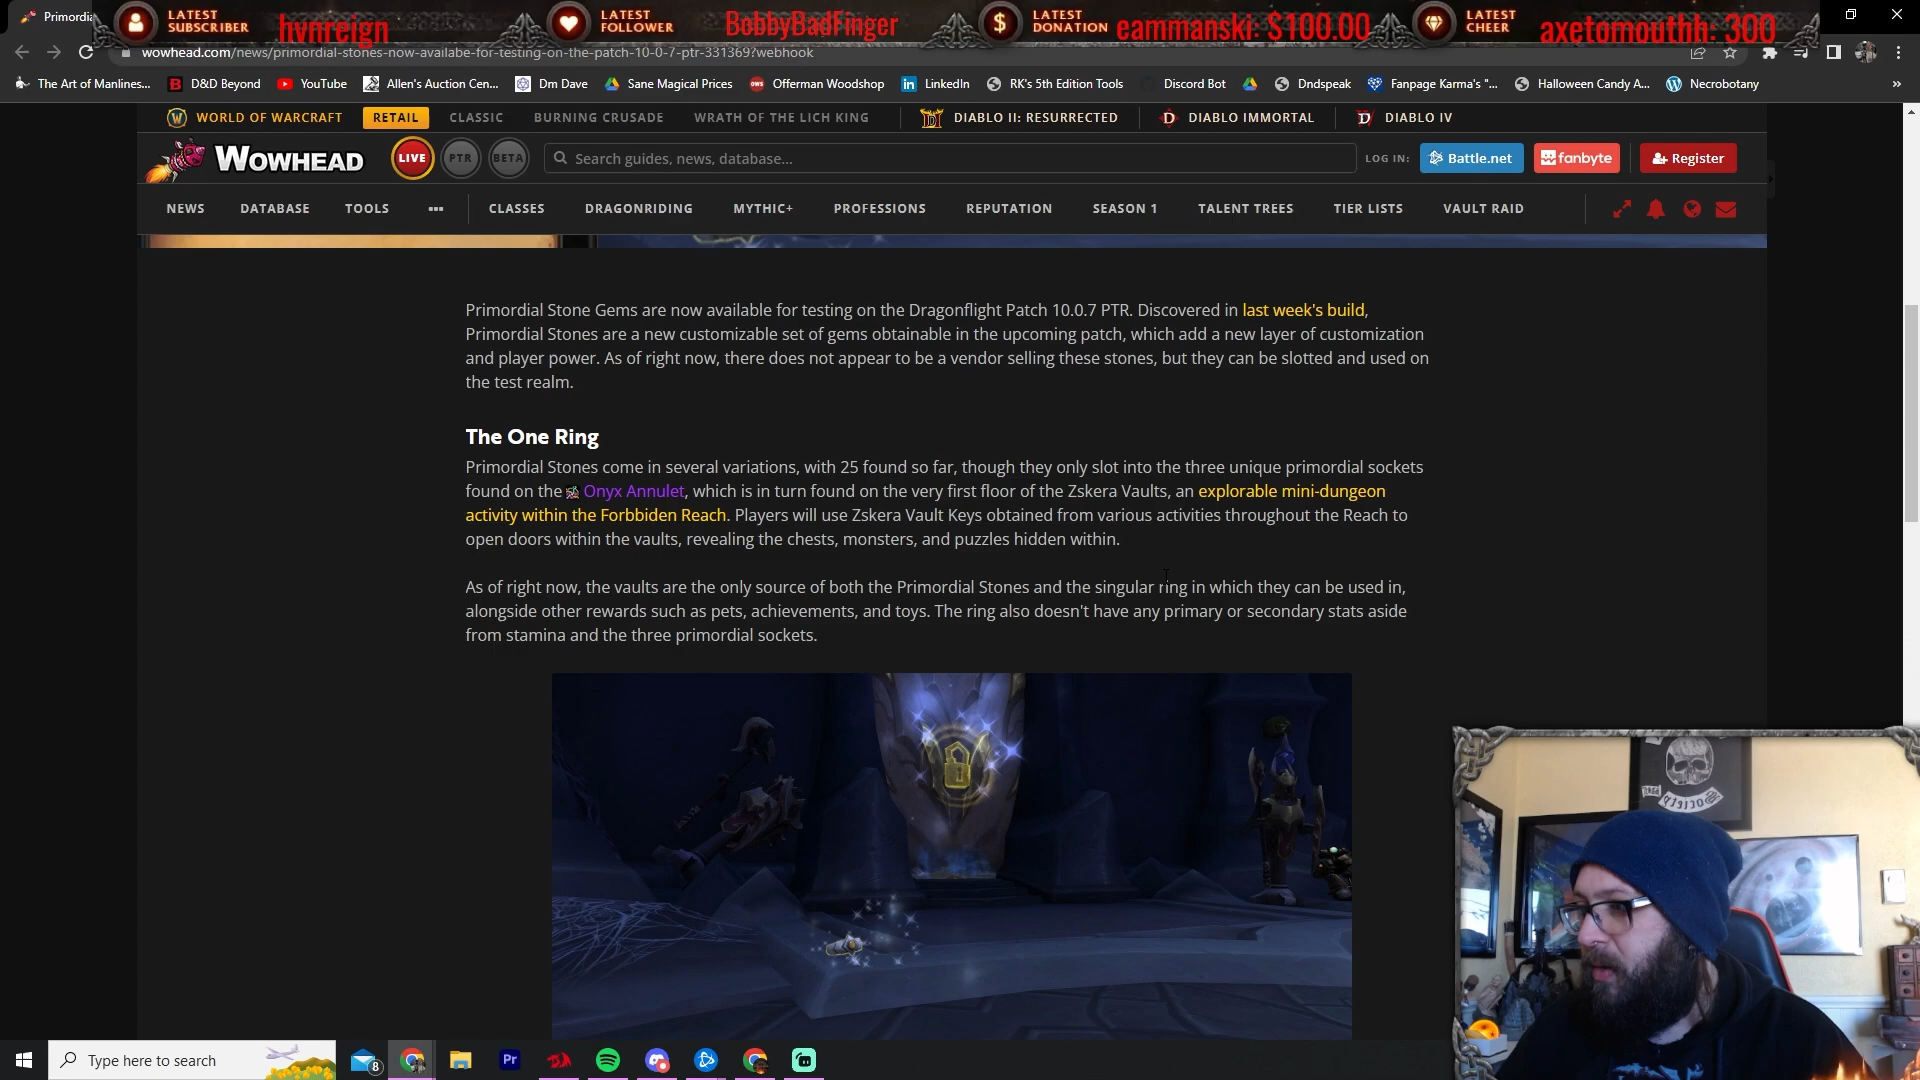 Primordia
LATEST SUBSCRIBER
hvnreign
LATEST FOLLOWER
BobbyBadFinger
LATEST DONATION
eammanski: $100.00
LATEST CHEER
axetomouthh: 300
wowhead.com/news/primordial-stones-now-availabe-for-testing-on-the-patch-10-0-7-ptr-331369?webhook
The Art of Manlines... D&D Beyond YouTube Allen's Auction Cen... Dm Dave Sane Magical Prices Offerman Woodshop LinkedIn RK's 5th Edition Tools Discord Bot Dndspeak Fanpage Karma's "... Halloween Candy A... Necrobotany »
WORLD OF WARCRAFT RETAIL CLASSIC BURNING CRUSADE WRATH OF THE LICH KING DIABLO II: RESURRECTED DIABLO IMMORTAL DIABLO IV
WOWHEAD LIVE PTR BETA Search guides, news, database... LOG IN: Battle.net fanbyte Register
NEWS DATABASE TOOLS ••• CLASSES DRAGONRIDING MYTHIC+ PROFESSIONS REPUTATION SEASON 1 TALENT TREES TIER LISTS VAULT RAID
Primordial Stone Gems are now available for testing on the Dragonflight Patch 10.0.7 PTR. Discovered in last week's build,
Primordial Stones are a new customizable set of gems obtainable in the upcoming patch, which add a new layer of customization
and player power. As of right now, there does not appear to be a vendor selling these stones, but they can be slotted and used on
the test realm.
The One Ring
Primordial Stones come in several variations, with 25 found so far, though they only slot into the three unique primordial sockets
found on the Onyx Annulet, which is in turn found on the very first floor of the Zskera Vaults, an explorable mini-dungeon
activity within the Forbbiden Reach. Players will use Zskera Vault Keys obtained from various activities throughout the Reach to
open doors within the vaults, revealing the chests, monsters, and puzzles hidden within.
As of right now, the vaults are the only source of both the Primordial Stones and the singular ring in which they can be used in,
alongside other rewards such as pets, achievements, and toys. The ring also doesn't have any primary or secondary stats aside
from stamina and the three primordial sockets.
SOCIETY
Type here to search
8
Pr